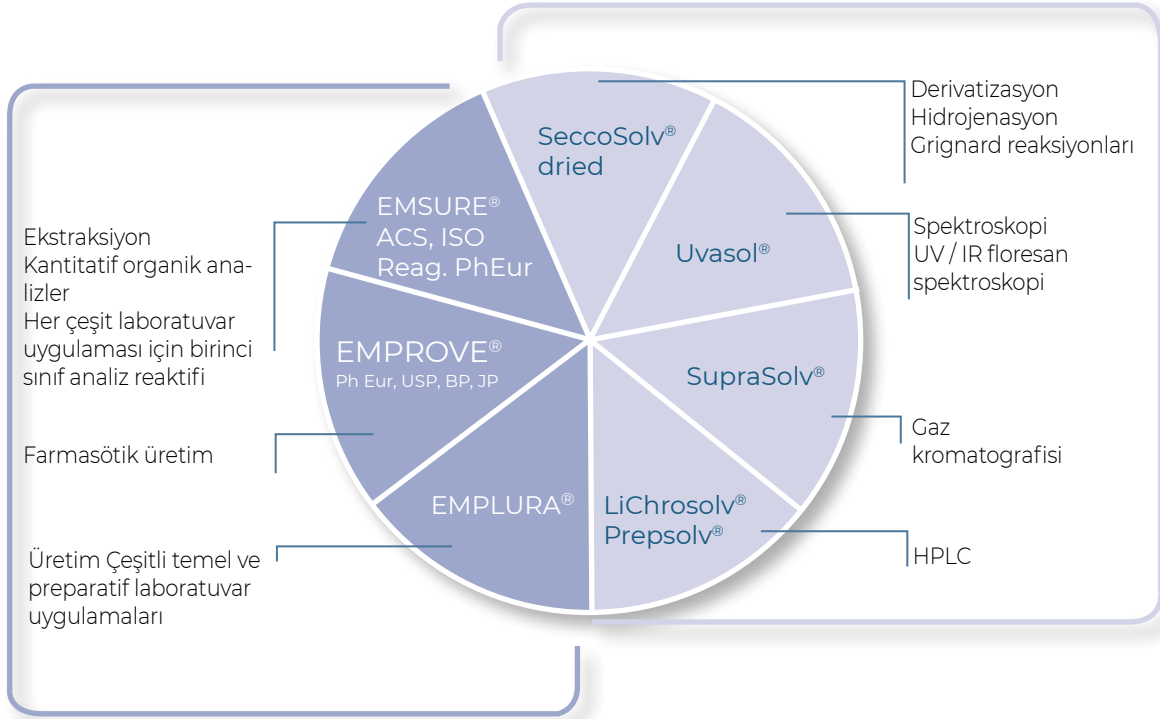 SeccoSolv®
dried
Derivatizasyon
Hidrojenasyon
Grignard reaksiyonları
EMSURE®
ACS, ISO
Reag. PhEur
Ekstraksiyon
Kantitatif organik ana-
lizler
Her çeşit laboratuvar
uygulaması için birinci
sınıf analiz reaktifi
Uvasol®
Spektroskopi
UV / IR floresan
spektroskopi
EMPROVE®
Ph Eur, USP, BP, JP
Farmasötik üretim
SupraSolv®
Gaz
kromatografisi
EMPLURA®
Üretim Çeşitli temel ve
preparatif laboratuvar
uygulamaları
LiChrosolv®
Prepsolv®
HPLC